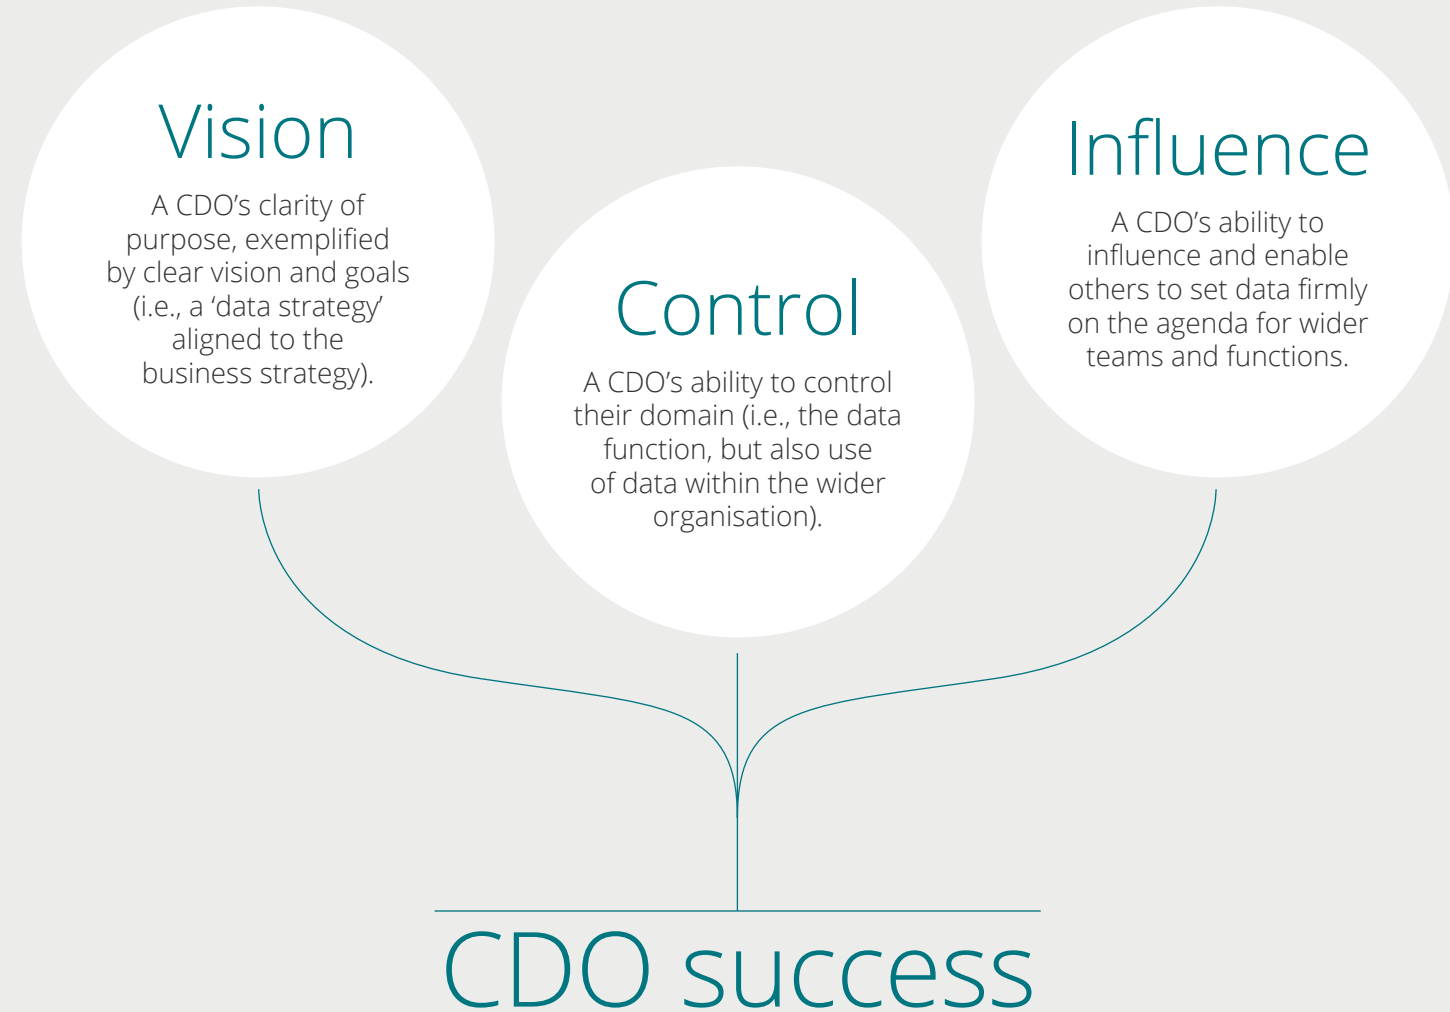 Vision
A CDO’s clarity of
purpose, exemplified
by clear vision and goals
(i.e., a ‘data strategy’
aligned to the
business strategy).
Control
A CDO’s ability to control
their domain (i.e., the data
function, but also use
of data within the wider
organisation).
Influence
A CDO’s ability to
influence and enable
others to set data firmly
on the agenda for wider
teams and functions.
CDO success